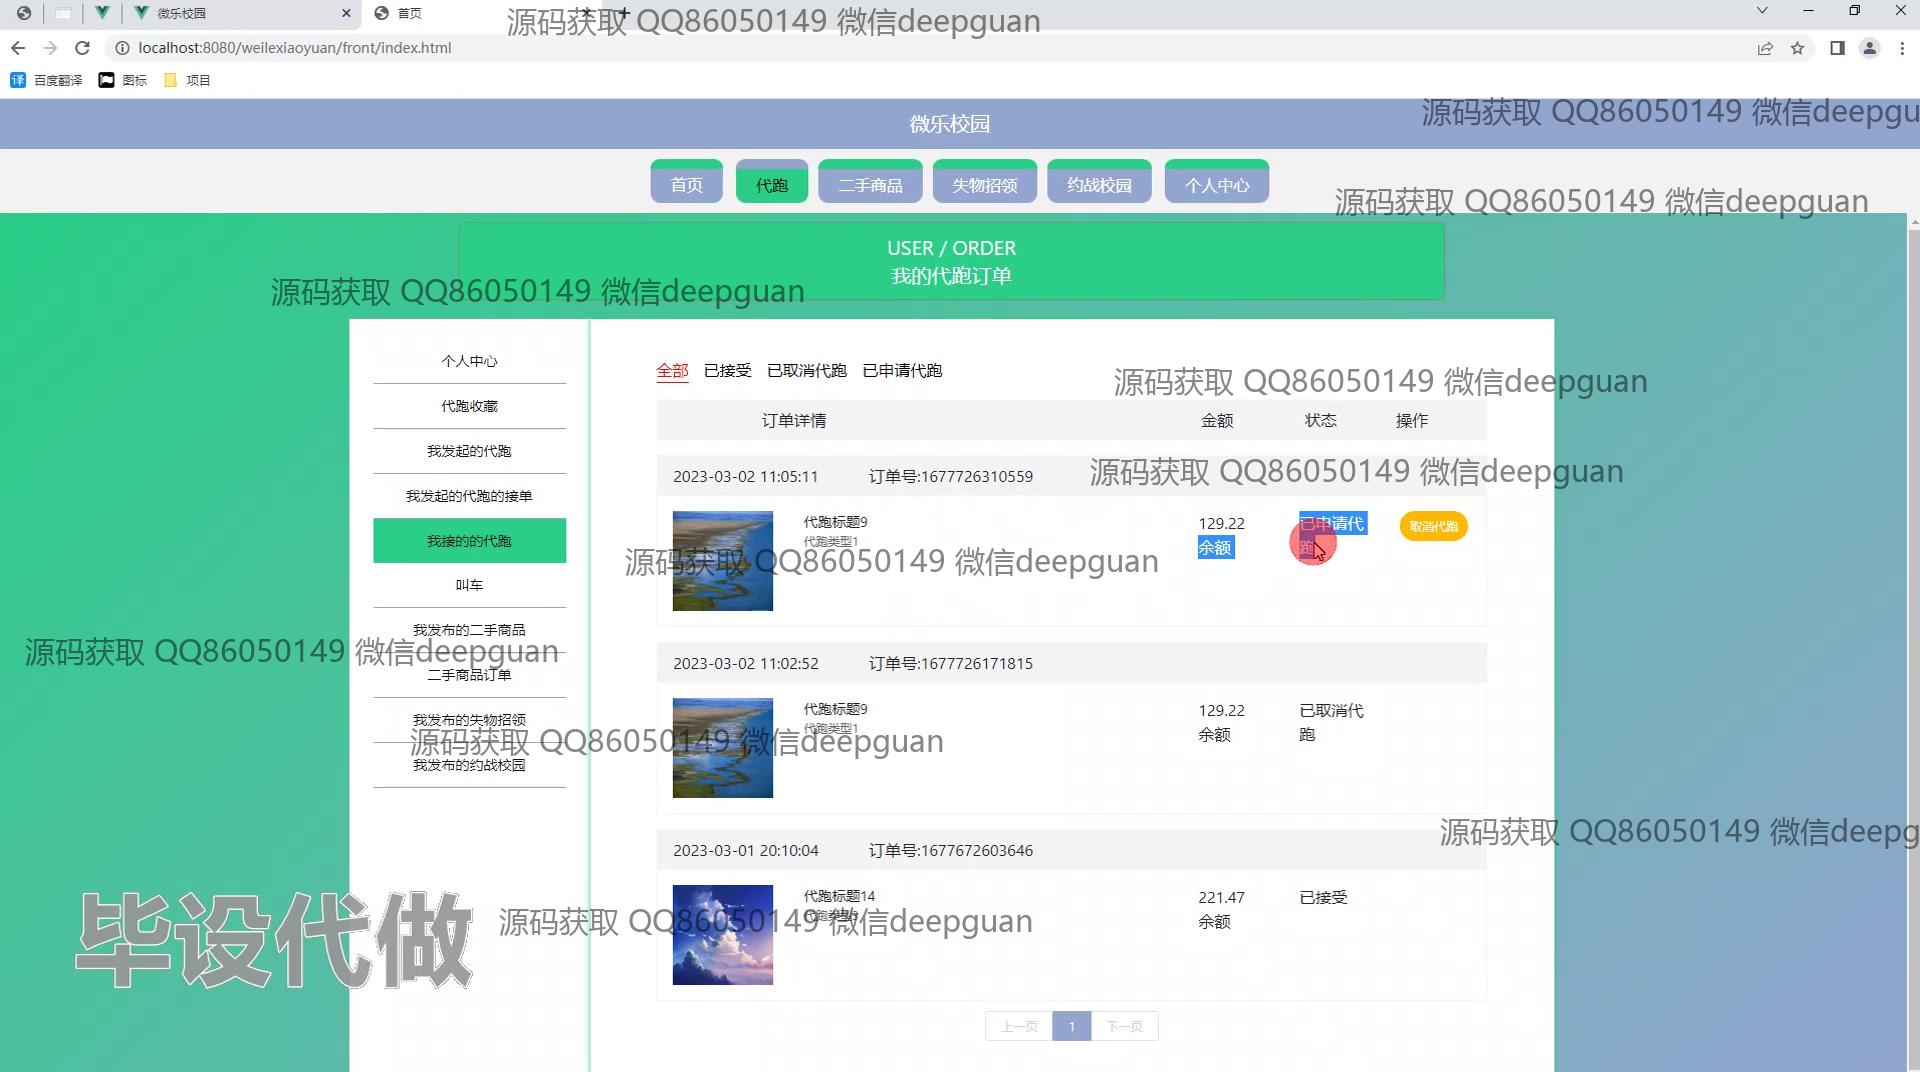 微乐校园
首页
源码获取 QQ86050149 微信deepguan
localhost:8080/weilexiaoyuan/front/index.html
百度翻译
图标
项目
微乐校园
源码获取 QQ86050149 微信deepgu
首页
代跑
二手商品
失物招领
约战校园
个人中心
源码获取 QQ86050149 微信deepguan
USER / ORDER
我的代跑订单
源码获取 QQ86050149 微信deepguan
个人中心
代跑收藏
我发起的代跑
我发起的代跑的接单
我接的的代跑
叫车
我发布的二手商品
二手商品订单
我发布的失物招领
我发布的约战校园
全部 已接受 已取消代跑 已申请代跑
源码获取 QQ86050149 微信deepguan
订单详情 金额 状态 操作
2023-03-02 11:05:11 订单号:1677726310559
源码获取 QQ86050149 微信deepguan
代跑标题9
代跑类型1
129.22
余额
已申请代
跑
取消代跑
源码获取 QQ86050149 微信deepguan
源码获取 QQ86050149 微信deepguan
2023-03-02 11:02:52 订单号:1677726171815
代跑标题9
代跑类型1
129.22
余额
已取消代
跑
源码获取 QQ86050149 微信deepguan
源码获取 QQ86050149 微信deepg
2023-03-01 20:10:04 订单号:1677672603646
代跑标题14
221.47
余额
已接受
源码获取 QQ86050149 微信deepguan
毕设代做
上一页 1 下一页